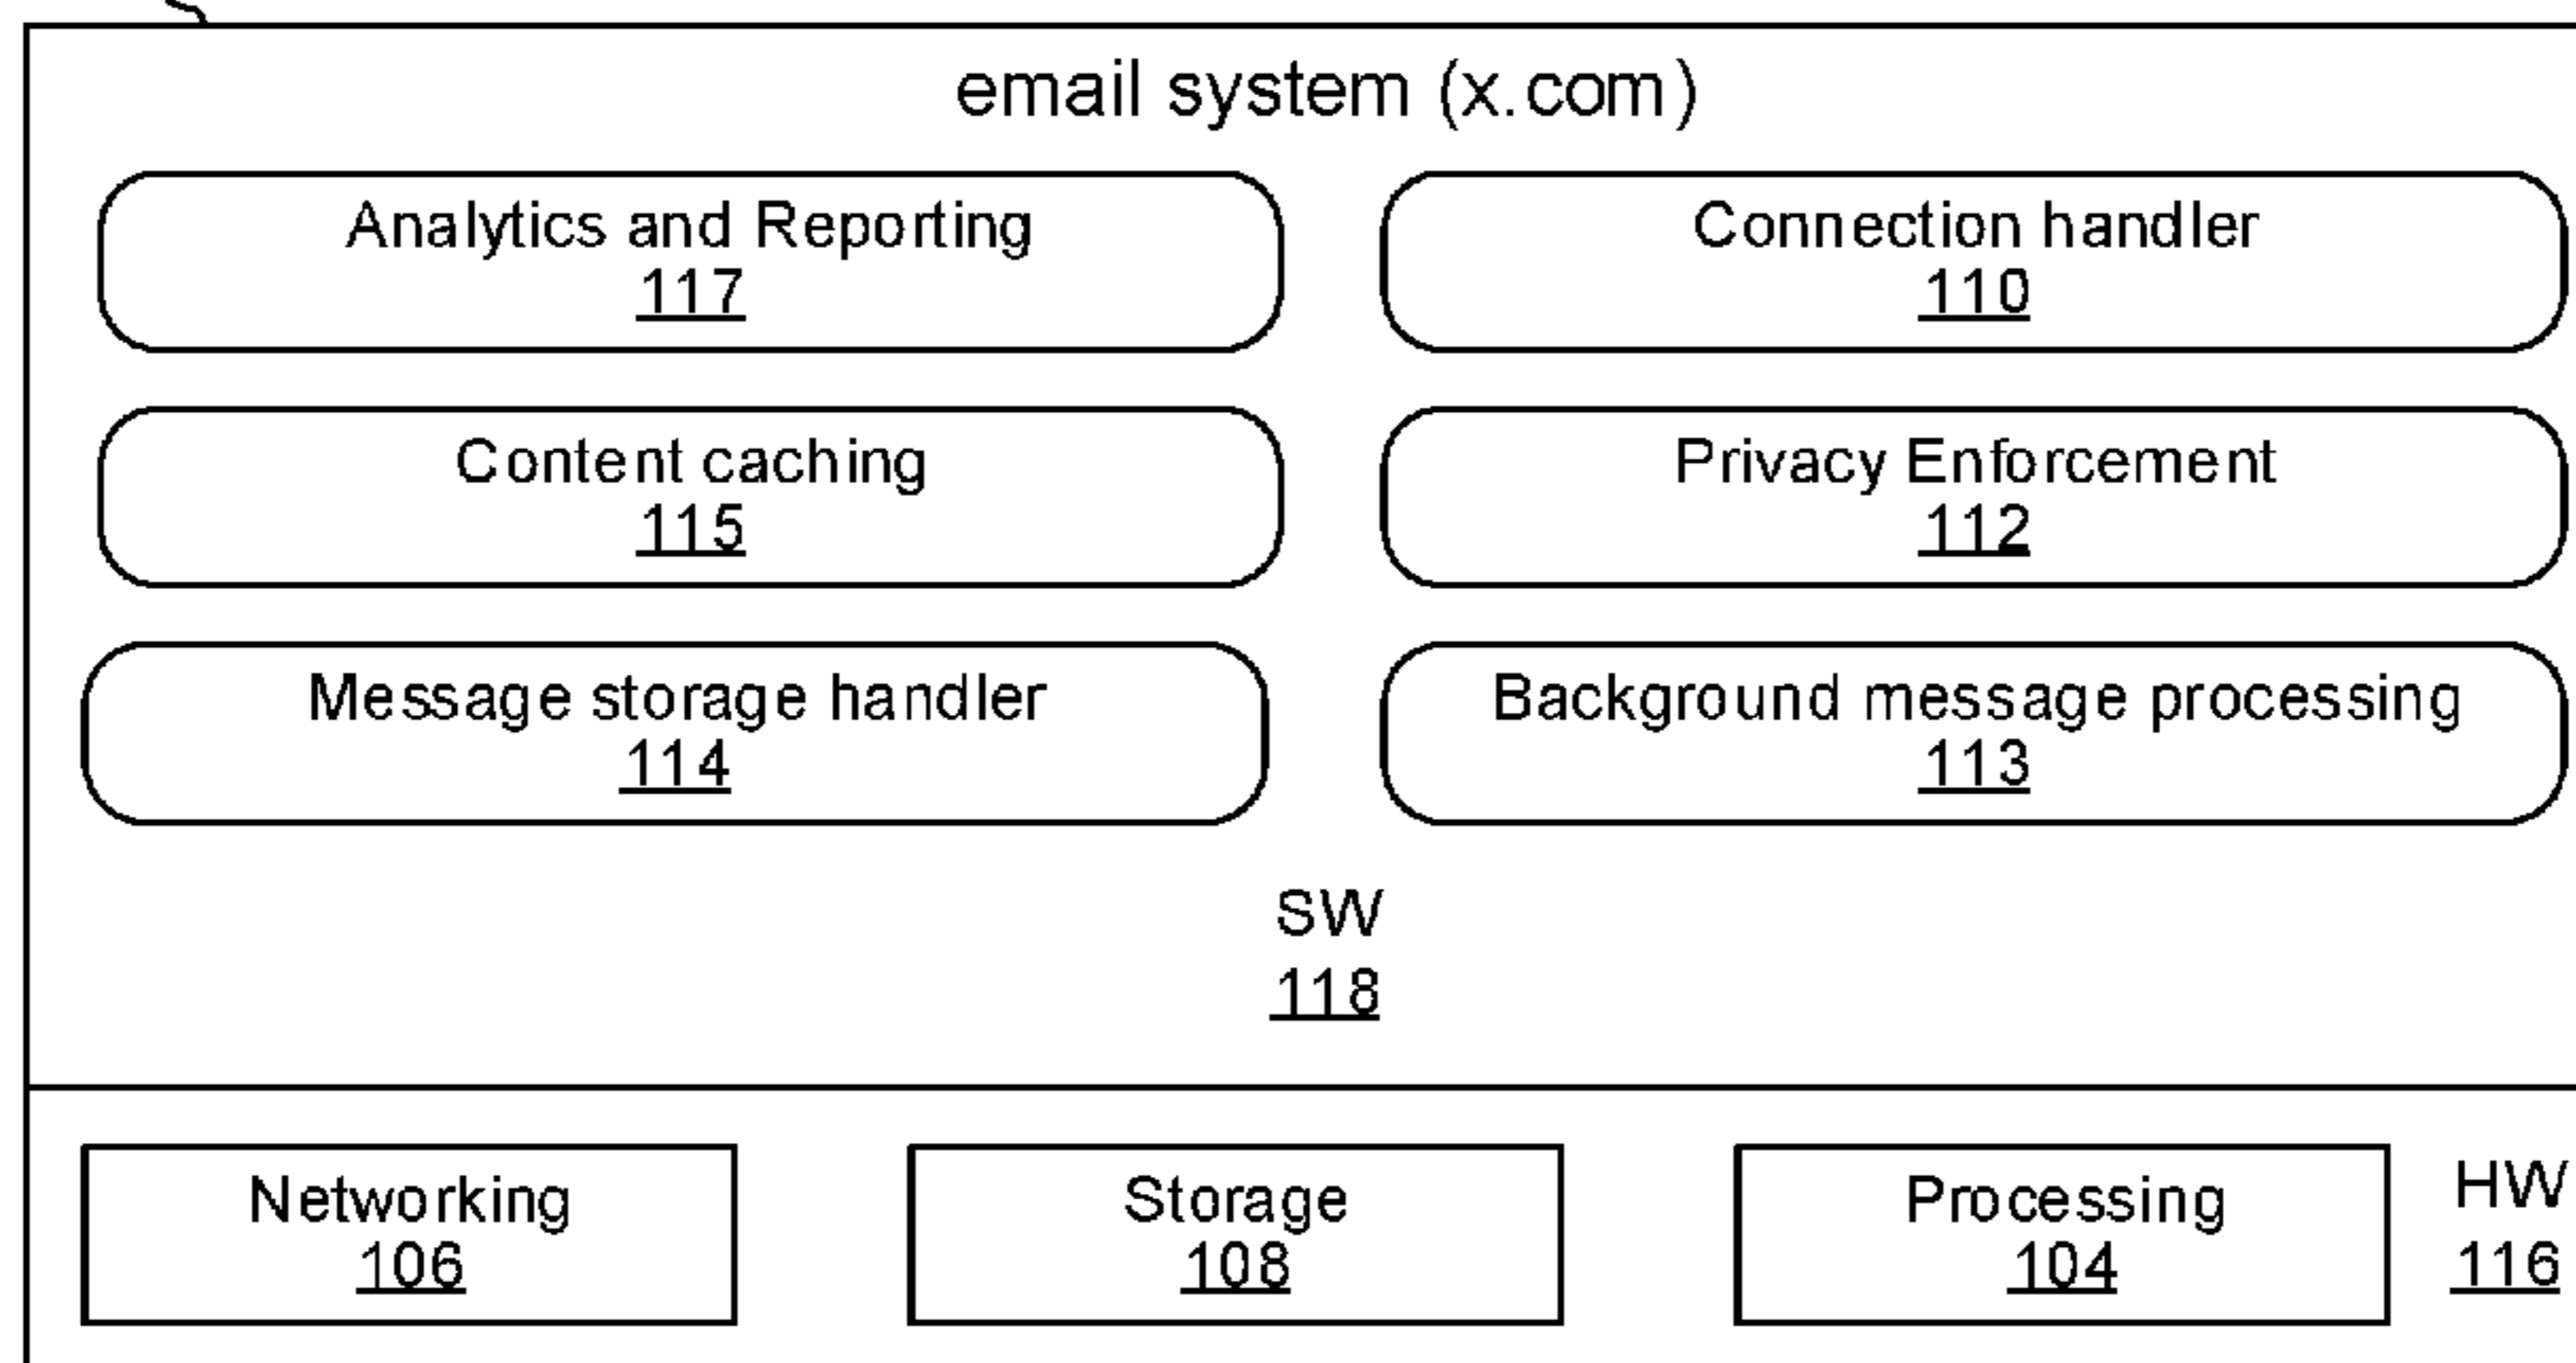 email system (x.com)
Analytics and Reporting
117
Connection handler
110
Content caching
115
Privacy Enforcement
112
Message storage handler
114
Background message processing
113
SW
118
Networking
106
Storage
108
Processing
104
HW
116